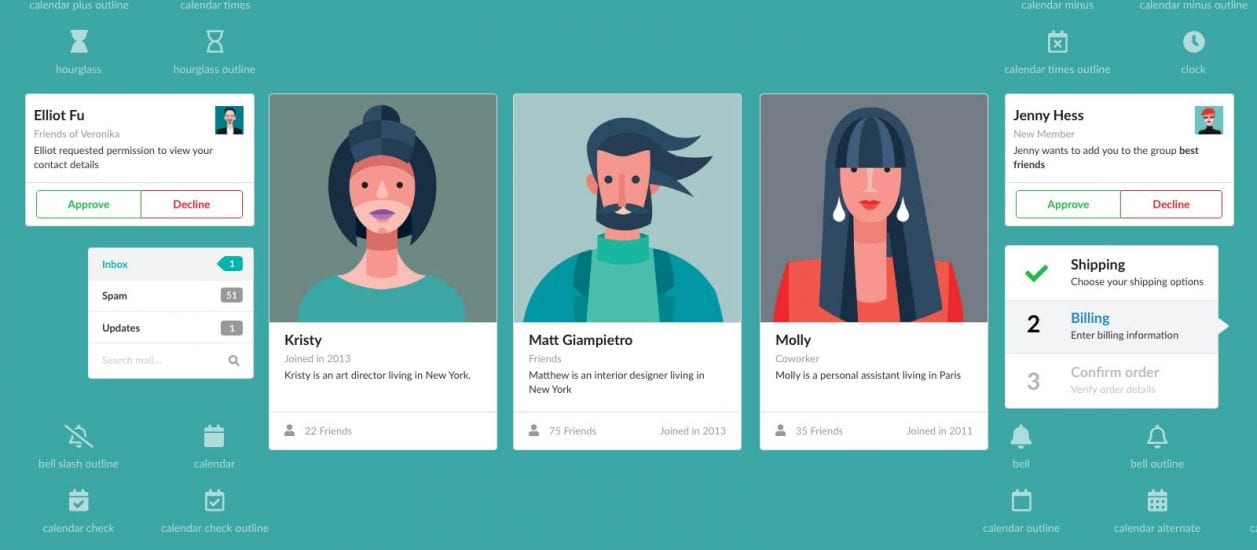 calendar plus outline
calendar times
calendar minus
calendar minus outline
hourglass
hourglass outline
calendar times outline
clock
Elliot Fu
Friends of Veronika
Elliot requested permission to view your
contact details
Approve
Decline
Inbox
1
Spam
51
Updates
1
Search mail...
Kristy
Joined in 2013
Kristy is an art director living in New York.
22 Friends
Matt Giampietro
Friends
Matthew is an interior designer living in
New York
75 Friends
Joined in 2013
Molly
Coworker
Molly is a personal assistant living in Paris
35 Friends
Joined in 2011
Jenny Hess
New Member
Jenny wants to add you to the group best
friends
Approve
Decline
Shipping
Choose your shipping options
2
Billing
Enter billing information
3
Confirm order
Verify order details
bell slash outline
calendar
bell
bell outline
calendar check
calendar check outline
calendar outline
calendar alternate